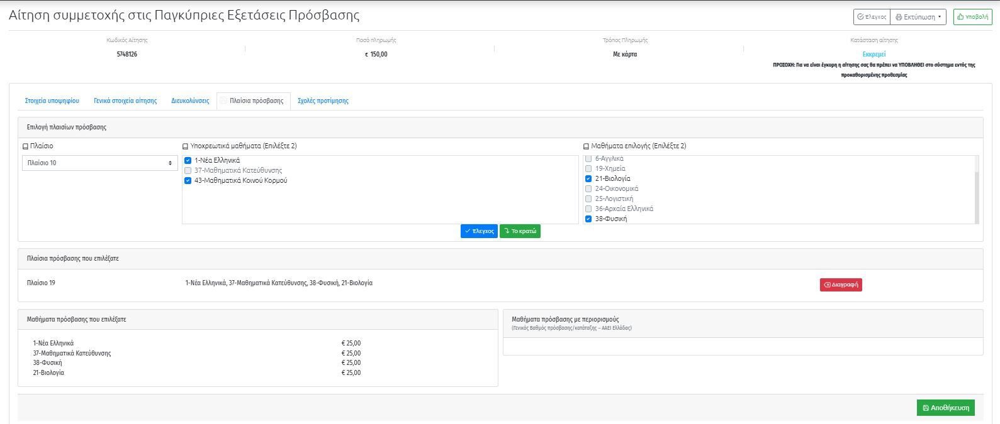 Αίτηση συμμετοχής στις Παγκύπριες Εξετάσεις Πρόσβασης
Έλεγχος Εκτύπωση Υποβολή
Κωδικός Αίτησης Ποσό πληρωμής Τρόπος Πληρωμής Κατάσταση αίτησης
5748126 € 150,00 Με κάρτα Εκκρεμεί
ΠΡΟΣΟΧΗ: Για να είναι έγκυρη η αίτησης σας θα πρέπει να ΥΠΟΒΛΗΘΕΙ στο σύστημα εντός της
προκαθορισμένης προθεσμίας
Στοιχεία υποψηφίου Γενικά στοιχεία αίτησης Διευκολύνσεις Πλαίσια πρόσβασης Σχολές προτίμησης
Επιλογή πλαισίων πρόσβασης
Πλαίσιο Υποχρεωτικά μαθήματα (Επιλέξτε 2) Μαθήματα επιλογής (Επιλέξτε 2)
Πλαίσιο 10
1-Νέα Ελληνικά
37-Μαθηματικά Κατεύθυνσης
43-Μαθηματικά Κοινού Κορμού
6-Αγγλικά
19-Χημεία
21-Βιολογία
24-Οικονομικά
25-Λογιστική
36-Αρχαία Ελληνικά
38-Φυσική
Έλεγχος Το κρατώ
Πλαίσια πρόσβασης που επιλέξατε
Πλαίσιο 19 1-Νέα Ελληνικά, 37-Μαθηματικά Κατεύθυνσης, 38-Φυσική, 21-Βιολογία Διαγραφή
Μαθήματα πρόσβασης που επιλέξατε
1-Νέα Ελληνικά € 25,00
37-Μαθηματικά Κατεύθυνσης € 25,00
38-Φυσική € 25,00
21-Βιολογία € 25,00
Μαθήματα πρόσβασης με περιορισμούς
(Γενικός Βαθμός πρόσβασης/κατάταξης – ΑΑΕΙ Ελλάδας)
Αποθήκευση